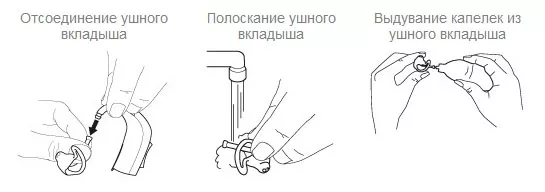 Отсоединение ушного
вкладыша
Полоскание ушного
вкладыша
Выдувание капелек из
ушного вкладыша